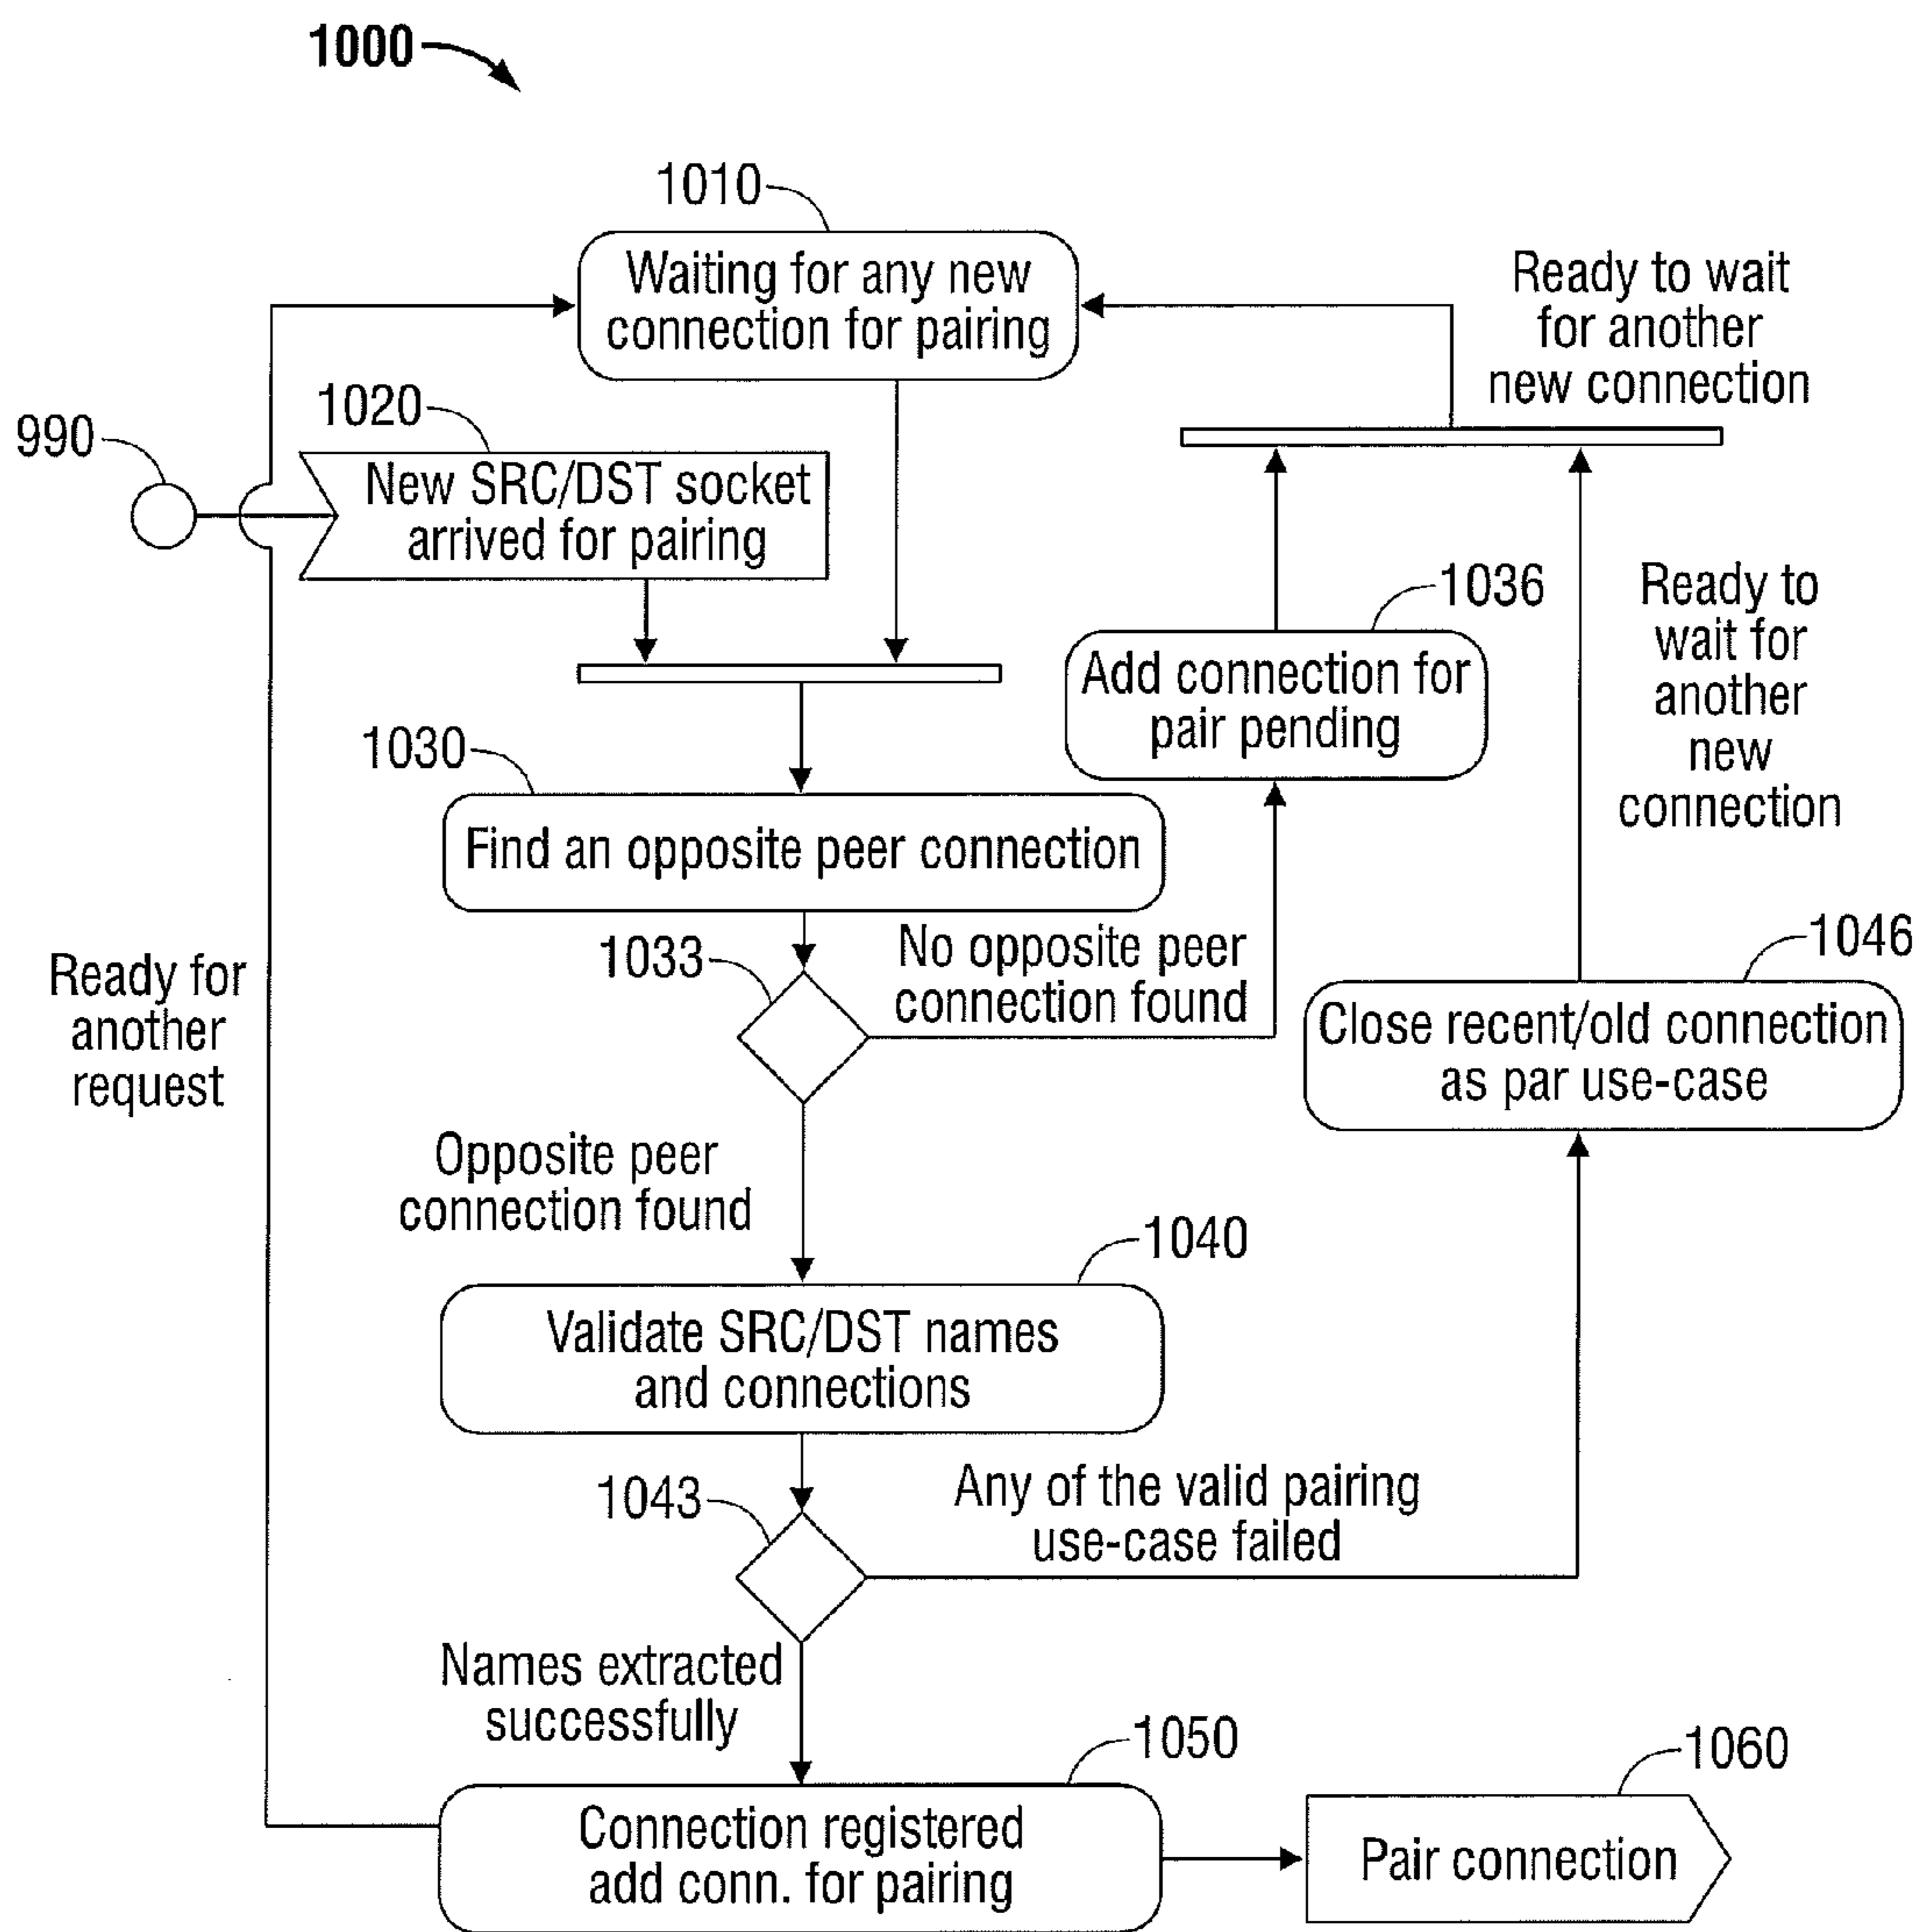 1000
1010
Waiting for any new
connection for pairing
Ready to wait
for another
new connection
990
1020
New SRC/DST socket
arrived for pairing
1036
Add connection for
pair pending
Ready to
wait for
another
new
connection
1030
Find an opposite peer connection
1033
No opposite peer
connection found
1046
Close recent/old connection
as par use-case
Ready for
another
request
Opposite peer
connection found
1040
Validate SRC/DST names
and connections
1043
Any of the valid pairing
use-case failed
Names extracted
successfully
1050
Connection registered
add conn. for pairing
1060
Pair connection